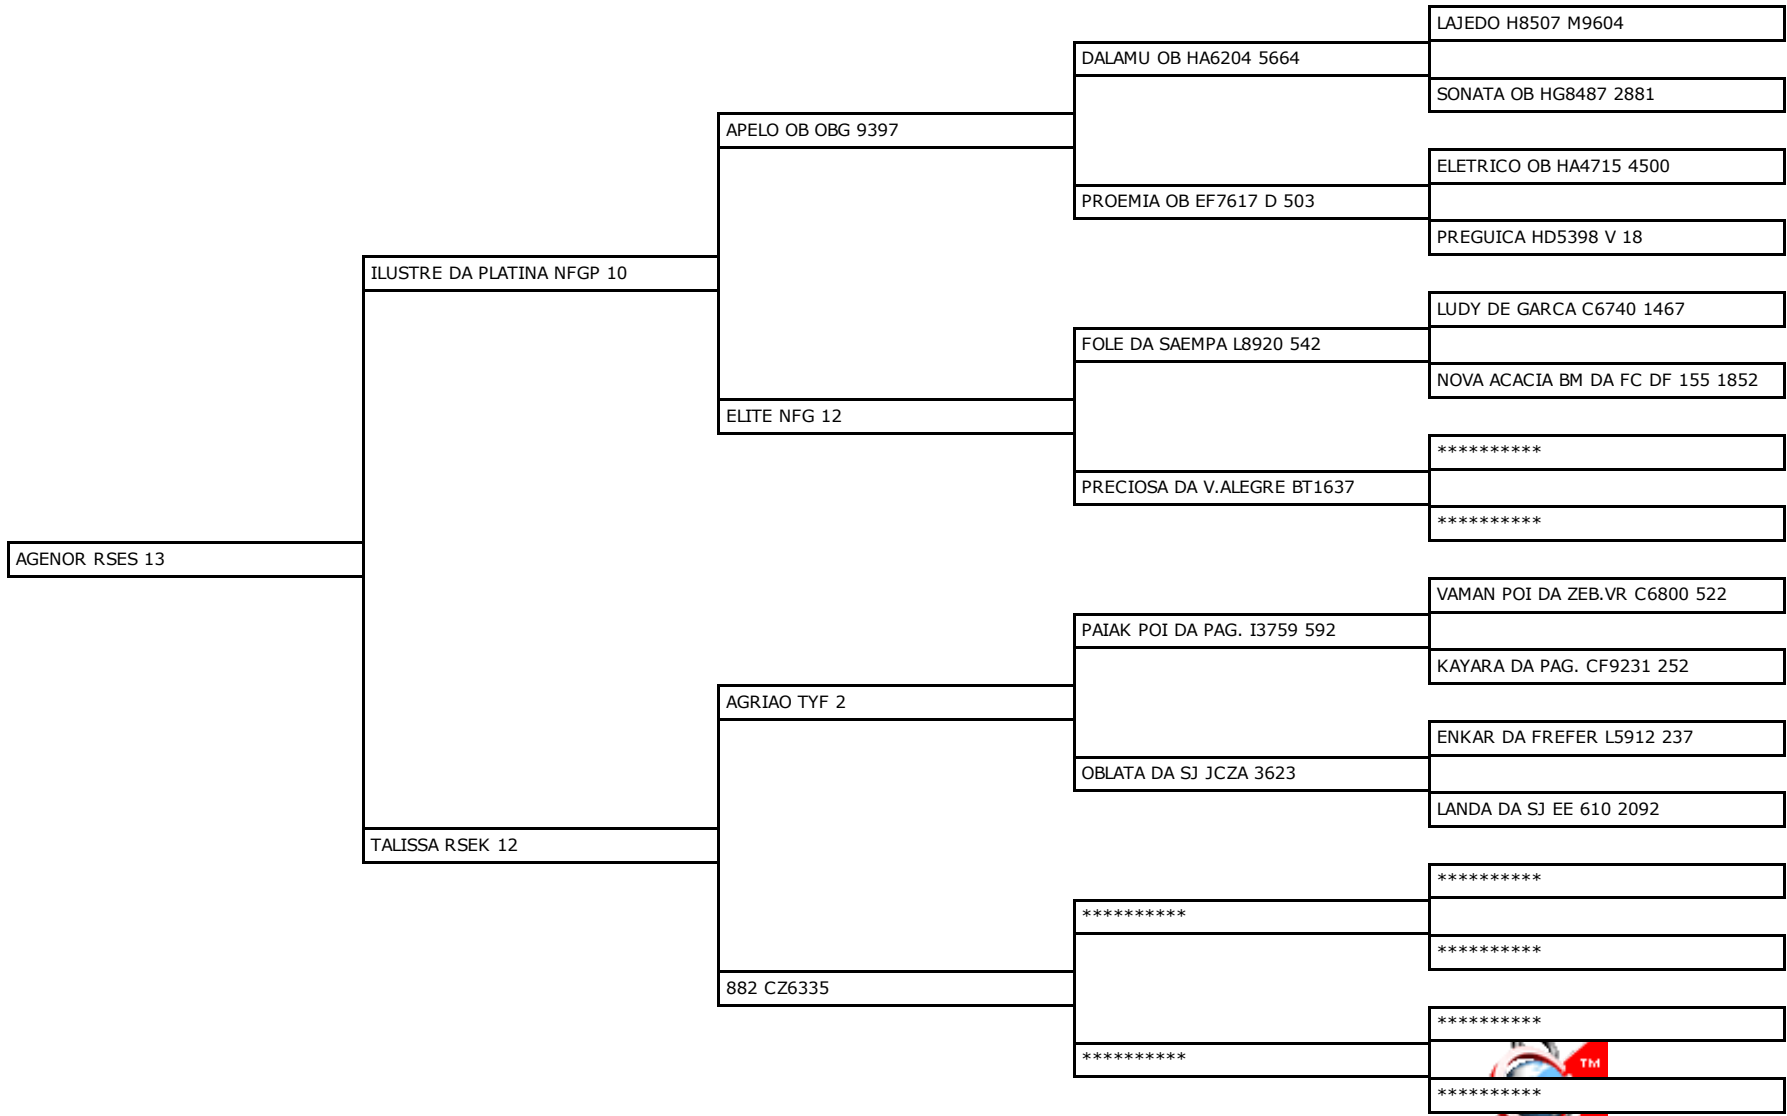 LAJEDO H8507 M9604
DALAMU OB HA6204 5664
SONATA OB HG8487 2881
APELO OB OBG 9397
ELETRICO OB HA4715 4500
PROEMIA OB EF7617 D 503
PREGUICA HD5398 V 18
ILUSTRE DA PLATINA NFGP 10
LUDY DE GARCA C6740 1467
FOLE DA SAEMPA L8920 542
NOVA ACACIA BM DA FC DF 155 1852
ELITE NFG 12
**********
PRECIOSA DA V.ALEGRE BT1637
**********
AGENOR RSES 13
VAMAN POI DA ZEB.VR C6800 522
PAIAK POI DA PAG. I3759 592
KAYARA DA PAG. CF9231 252
AGRIAO TYF 2
ENKAR DA FREFER L5912 237
OBLATA DA SJ JCZA 3623
LANDA DA SJ EE 610 2092
TALISSA RSEK 12
**********
**********
**********
882 CZ6335
**********
**********
TM
**********